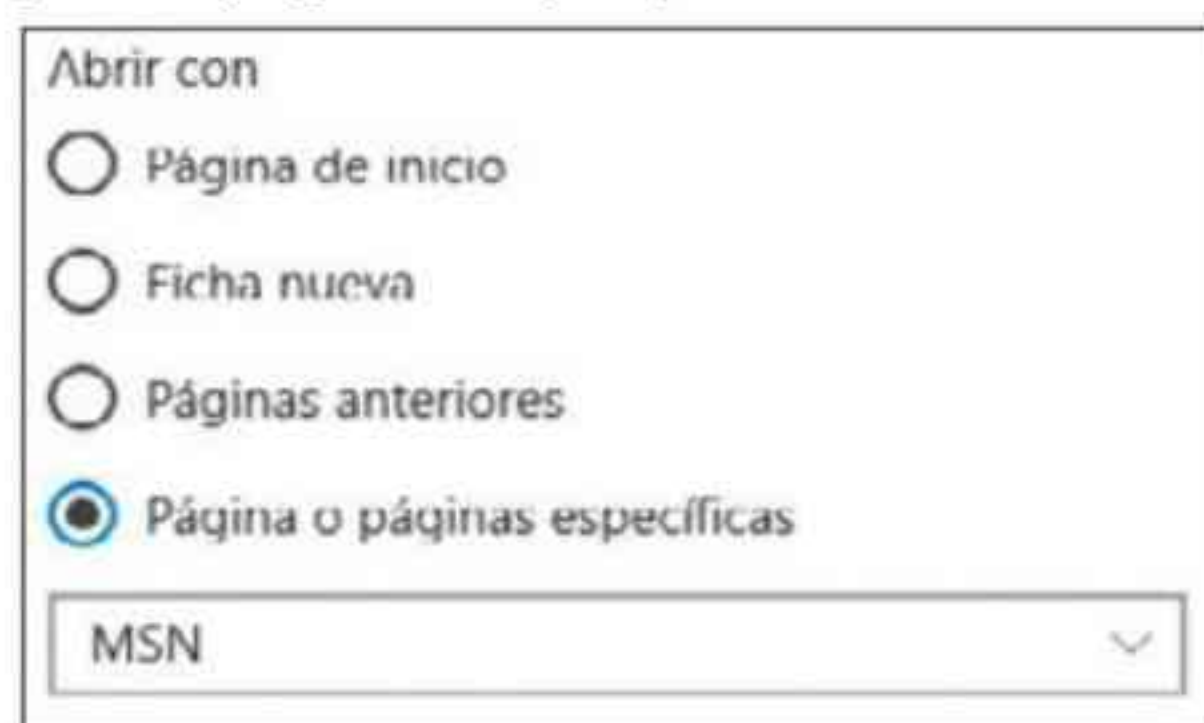 Abrir con
Página de inicio
Ficha nueva
Páginas anteriores
Página o páginas específicas
MSN